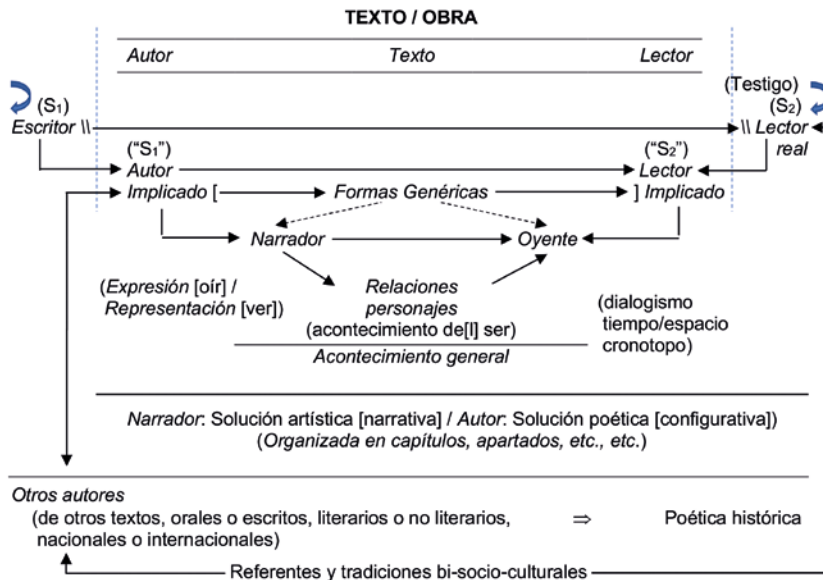 TEXTO / OBRA
Autor Texto Lector
(Testigo)
(S1) (S2)
Escritor \\ \\ Lector
real
("S1") ("S2")
Autor Lector
Implicado [ Formas Genéricas ] Implicado
Narrador Oyente
(Expresión [oír] / Relaciones
Representación [ver]) personajes (dialogismo
(acontecimiento de[l] ser) tiempo/espacio
Acontecimiento general cronotopo)
Narrador: Solución artística [narrativa] / Autor: Solución poética [configurativa])
(Organizada en capítulos, apartados, etc., etc.)
Otros autores
(de otros textos, orales o escritos, literarios o no literarios, ⇒ Poética histórica
nacionales o internacionales)
Referentes y tradiciones bi-socio-culturales